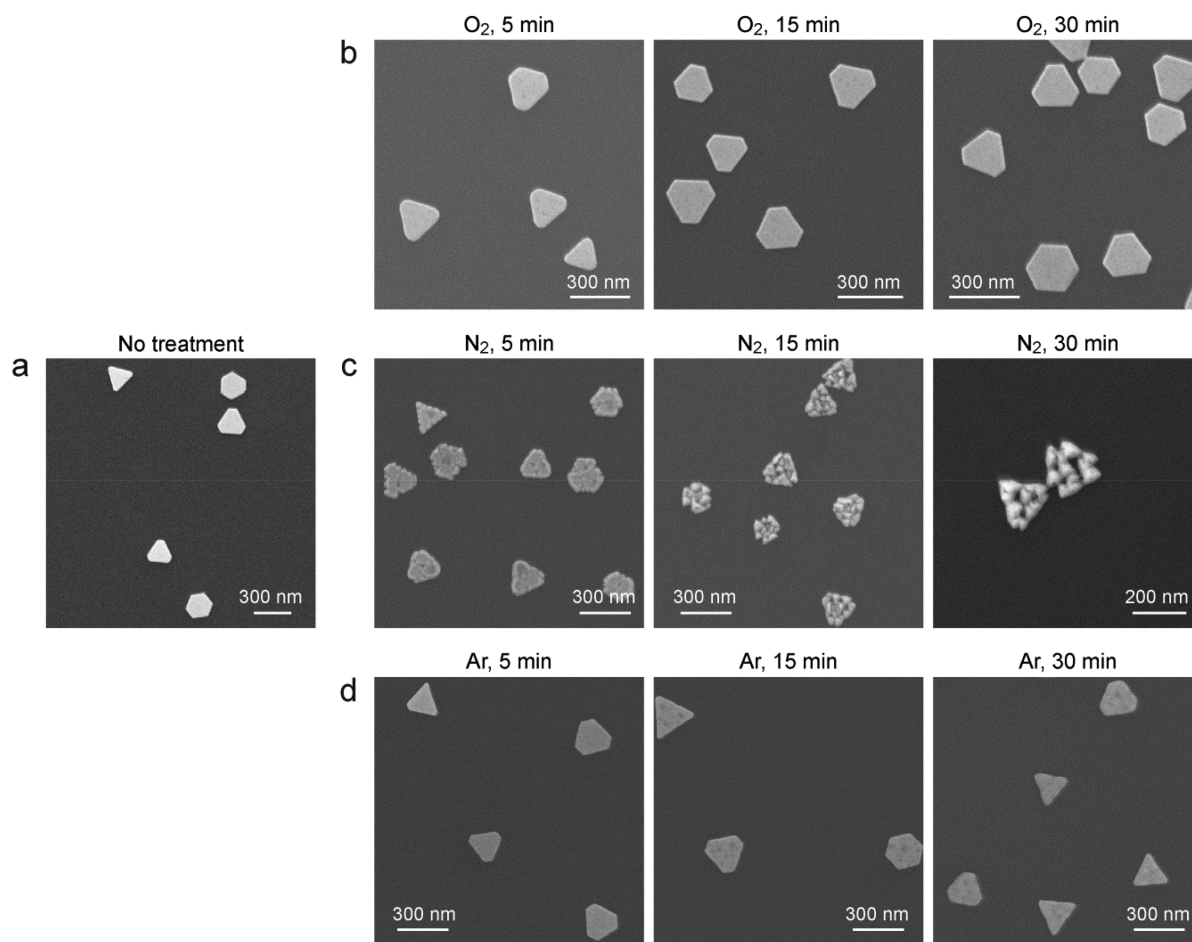 b
O₂, 5 min
O₂, 15 min
O₂, 30 min
300 nm
300 nm
300 nm
a
No treatment
300 nm
c
N₂, 5 min
N₂, 15 min
N₂, 30 min
300 nm
300 nm
200 nm
d
Ar, 5 min
Ar, 15 min
Ar, 30 min
300 nm
300 nm
300 nm